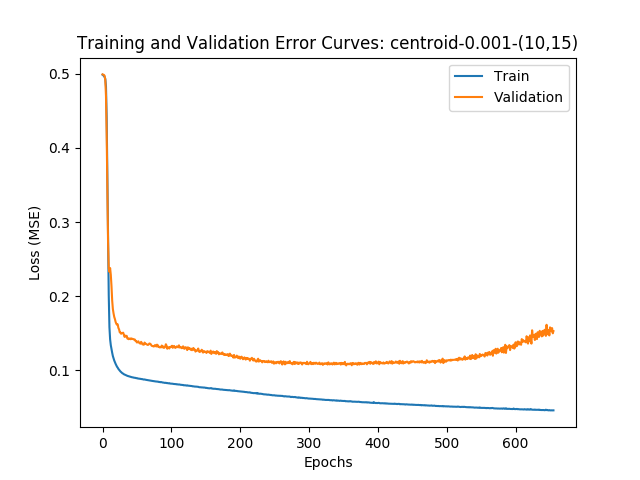 Training and Validation Error Curves: centroid-0.001-(10,15)
Train
Validation
0.5
0.4
0.3
0.2
0.1
Loss (MSE)
0 100 200 300 400 500 600
Epochs